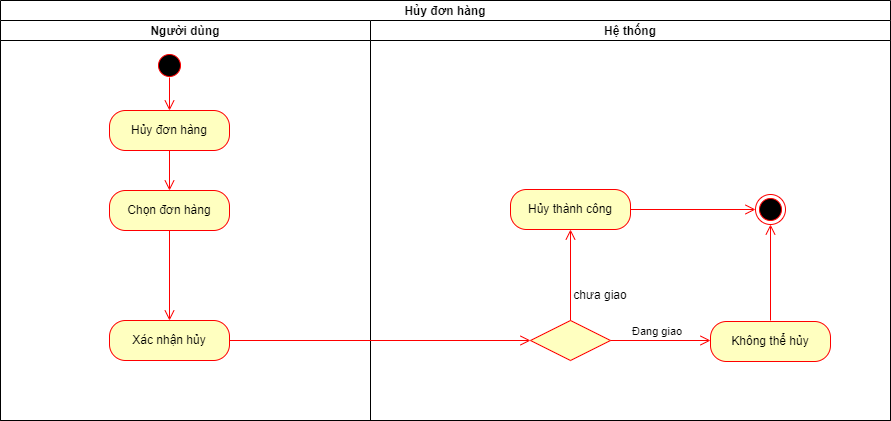 Hủy đơn hàng
Người dùng
Hệ thống
Hủy đơn hàng
Chọn đơn hàng
Hủy thành công
chưa giao
Đang giao
Xác nhận hủy
Không thể hủy